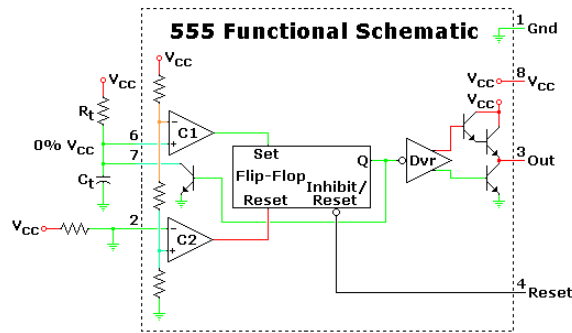 555 Functional Schematic
1 Gnd
VCC
VCC
VCC
8 VCC
VCC
Rt
6
C1
0% VCC
7
Set
Q
Dvr
3 Out
Ct
Flip-Flop
Inhibit/
Reset
Reset
2
VCC
C2
4
Reset